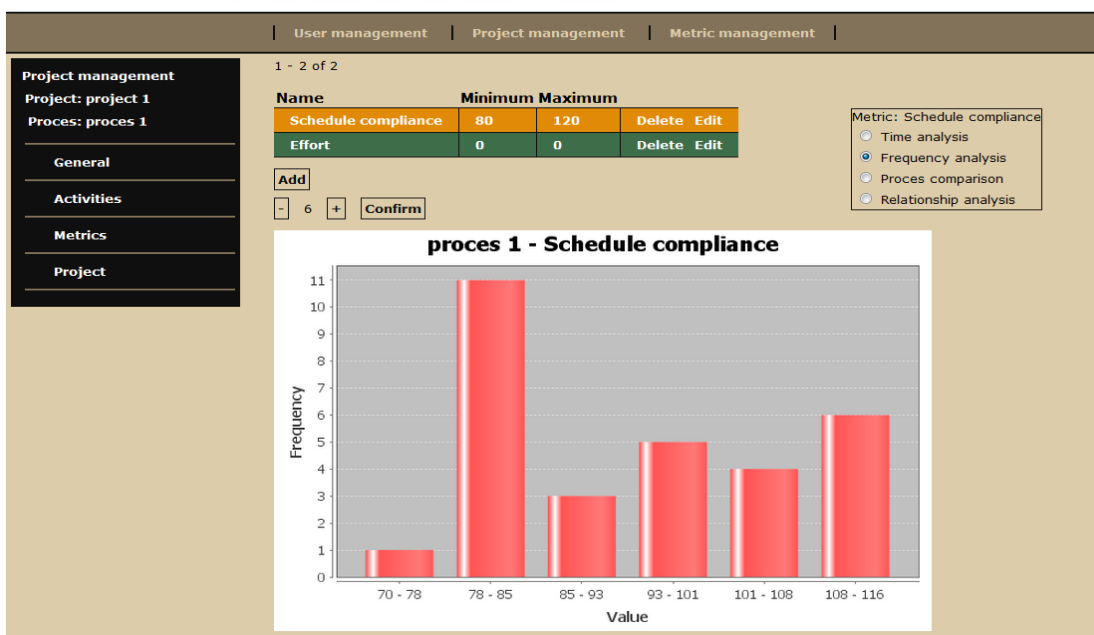 User management | Project management | Metric management
Project management
Project: project 1
Proces: proces 1
General
Activities
Metrics
Project
1 - 2 of 2
Name Minimum Maximum
Schedule compliance 80 120 Delete Edit
Effort 0 0 Delete Edit
Add
- 6 + Confirm
Metric: Schedule compliance
Time analysis
Frequency analysis
Proces comparison
Relationship analysis
proces 1 - Schedule compliance
Frequency
11
10
9
8
7
6
5
4
3
2
1
0
70 - 78 78 - 85 85 - 93 93 - 101 101 - 108 108 - 116
Value